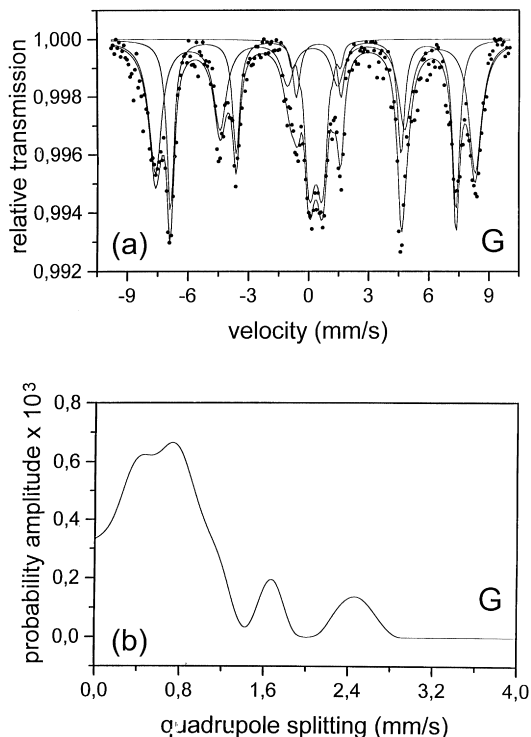 1,000
0,998
0,996
0,994
0,992
relative transmission
(a)
G
-9 -6 -3 0 3 6 9
velocity (mm/s)
0,8
0,6
0,4
0,2
0,0
probability amplitude x 10³
(b)
G
0,0 0,8 1,6 2,4 3,2 4,0
quadrupole splitting (mm/s)